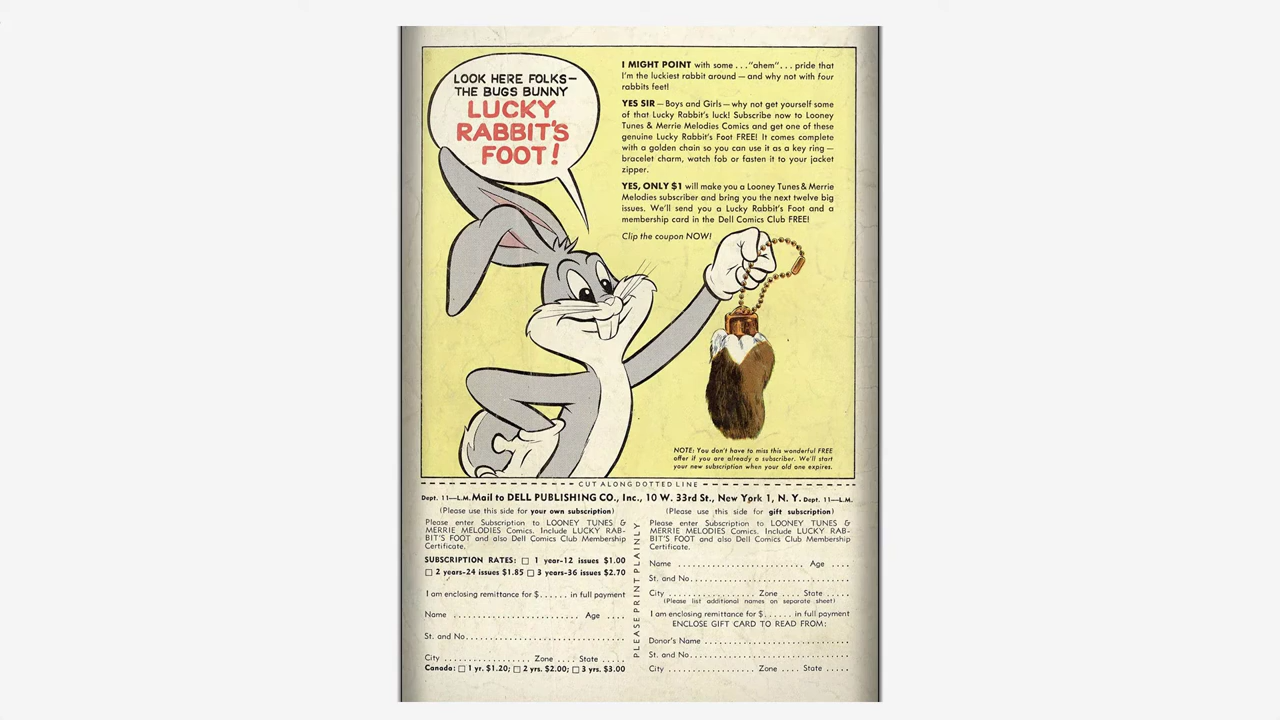 LOOK HERE FOLKS—
THE BUGS BUNNY
LUCKY
RABBIT'S
FOOT!
I MIGHT POINT with some . . . "ahem" . . . pride that
I'm the luckiest rabbit around — and why not with four
rabbits feet!
YES SIR — Boys and Girls — why not get yourself some
of that Lucky Rabbit's luck! Subscribe now to Looney
Tunes & Merrie Melodies Comics and get one of these
genuine Lucky Rabbit's Foot FREE! It comes complete
with a golden chain so you can use it as a key ring —
bracelet charm, watch fob or fasten it to your jacket
zipper.
YES, ONLY $1 will make you a Looney Tunes & Merrie
Melodies subscriber and bring you the next twelve big
issues. We'll send you a Lucky Rabbit's Foot and a
membership card in the Dell Comics Club FREE!
Clip the coupon NOW!
NOTE: You don't have to miss this wonderful FREE
offer if you are already a subscriber. We'll start
your new subscription when your old one expires.
CUT ALONG DOTTED LINE
Dept. 11—L.M. Mail to DELL PUBLISHING CO., Inc., 10 W. 33rd St., New York 1, N. Y. Dept. 11—L.M.
(Please use this side for your own subscription)
Please enter Subscription to LOONEY TUNES &
MERRIE MELODIES Comics. Include LUCKY RAB-
BIT'S FOOT and also Dell Comics Club Membership
Certificate.
SUBSCRIPTION RATES: □ 1 year-12 issues $1.00
□ 2 years-24 issues $1.85 □ 3 years-36 issues $2.70
I am enclosing remittance for $ . . . . . . in full payment
Name . . . . . . . . . . . . . . . . . . . . . . . . Age . . . .
St. and No. . . . . . . . . . . . . . . . . . . . . . . . . . . . .
City . . . . . . . . . . . . . . . . . Zone . . . . State . . . . .
Canada: □ 1 yr. $1.20; □ 2 yrs. $2.00; □ 3 yrs. $3.00
PLEASE PRINT PLAINLY
(Please use this side for gift subscription)
Please enter Subscription to LOONEY TUNES &
MERRIE MELODIES Comics. Include LUCKY RAB-
BIT'S FOOT and also Dell Comics Club Membership
Certificate.
Name . . . . . . . . . . . . . . . . . . . . . . . . Age . . . .
St. and No. . . . . . . . . . . . . . . . . . . . . . . . . . . . .
City . . . . . . . . . . . . . . . . . Zone . . . . State . . . . .
(Please list additional names on separate sheet)
I am enclosing remittance for $ . . . . . . in full payment
ENCLOSE GIFT CARD TO READ FROM:
Donor's Name . . . . . . . . . . . . . . . . . . . . . . . . . .
St. and No. . . . . . . . . . . . . . . . . . . . . . . . . . . . .
City . . . . . . . . . . . . . . . . . Zone . . . . State . . . . .